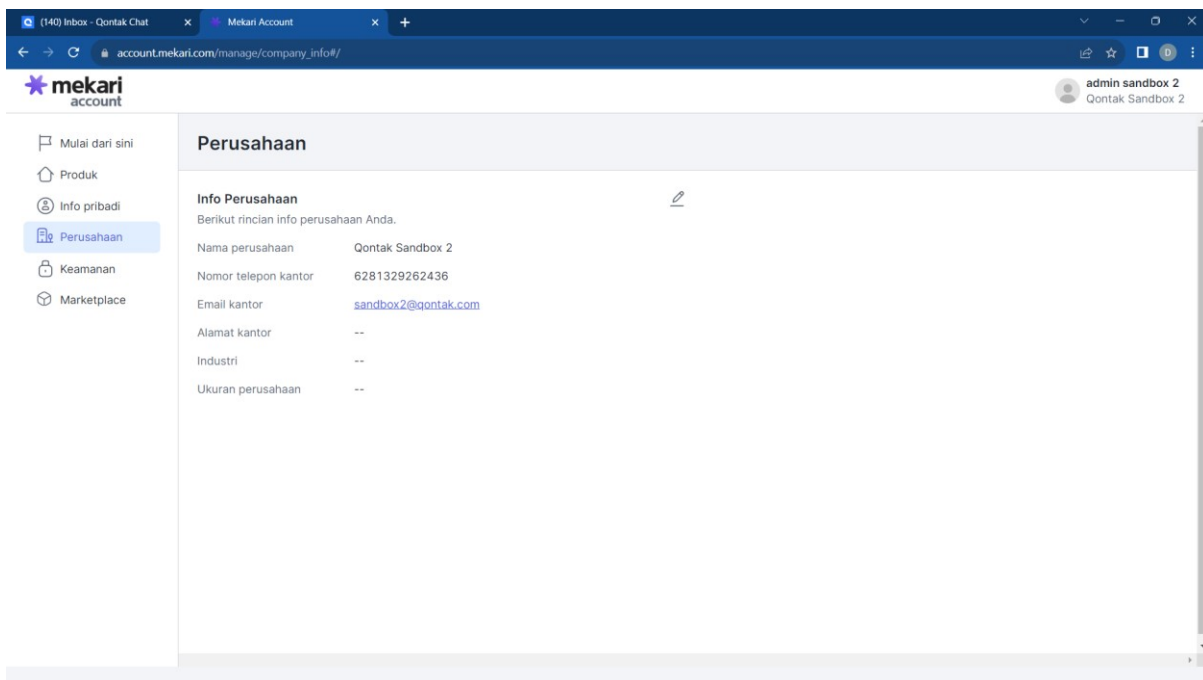 (140) Inbox - Qontak Chat
Mekari Account
account.mekari.com/manage/company_info#/
D
mekari
account
admin sandbox 2
Qontak Sandbox 2
Mulai dari sini
Produk
Info pribadi
Perusahaan
Keamanan
Marketplace
Perusahaan
Info Perusahaan
Berikut rincian info perusahaan Anda.
Nama perusahaan Qontak Sandbox 2
Nomor telepon kantor 6281329262436
Email kantor sandbox2@qontak.com
Alamat kantor --
Industri --
Ukuran perusahaan --